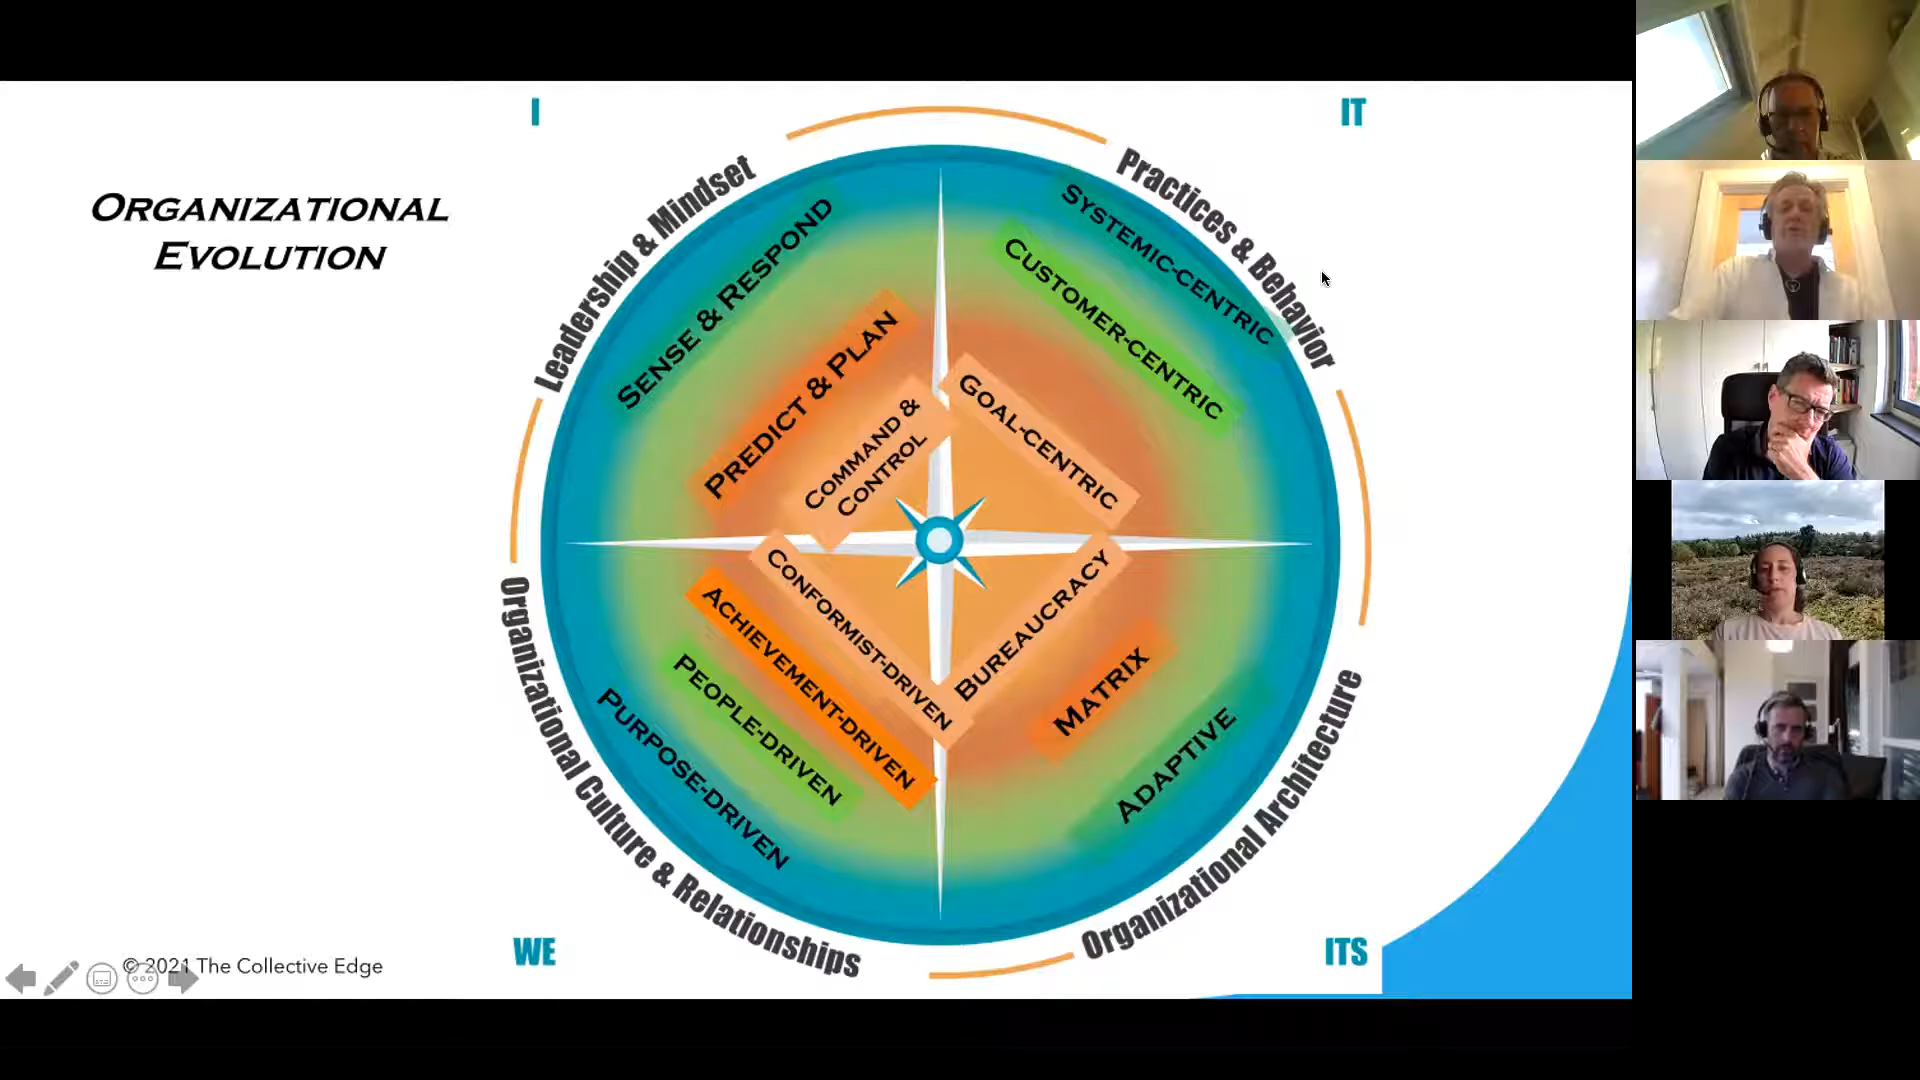 ORGANIZATIONAL
EVOLUTION
I
IT
Leadership & Mindset
Practices & Behavior
SENSE & RESPOND
PREDICT & PLAN
COMMAND &
CONTROL
SYSTEMIC-CENTRIC
CUSTOMER-CENTRIC
GOAL-CENTRIC
CONFORMIST-DRIVEN
ACHIEVEMENT-DRIVEN
PEOPLE-DRIVEN
PURPOSE-DRIVEN
BUREAUCRACY
MATRIX
ADAPTIVE
Organizational Culture & Relationships
Organizational Architecture
WE
ITS
© 2021 The Collective Edge